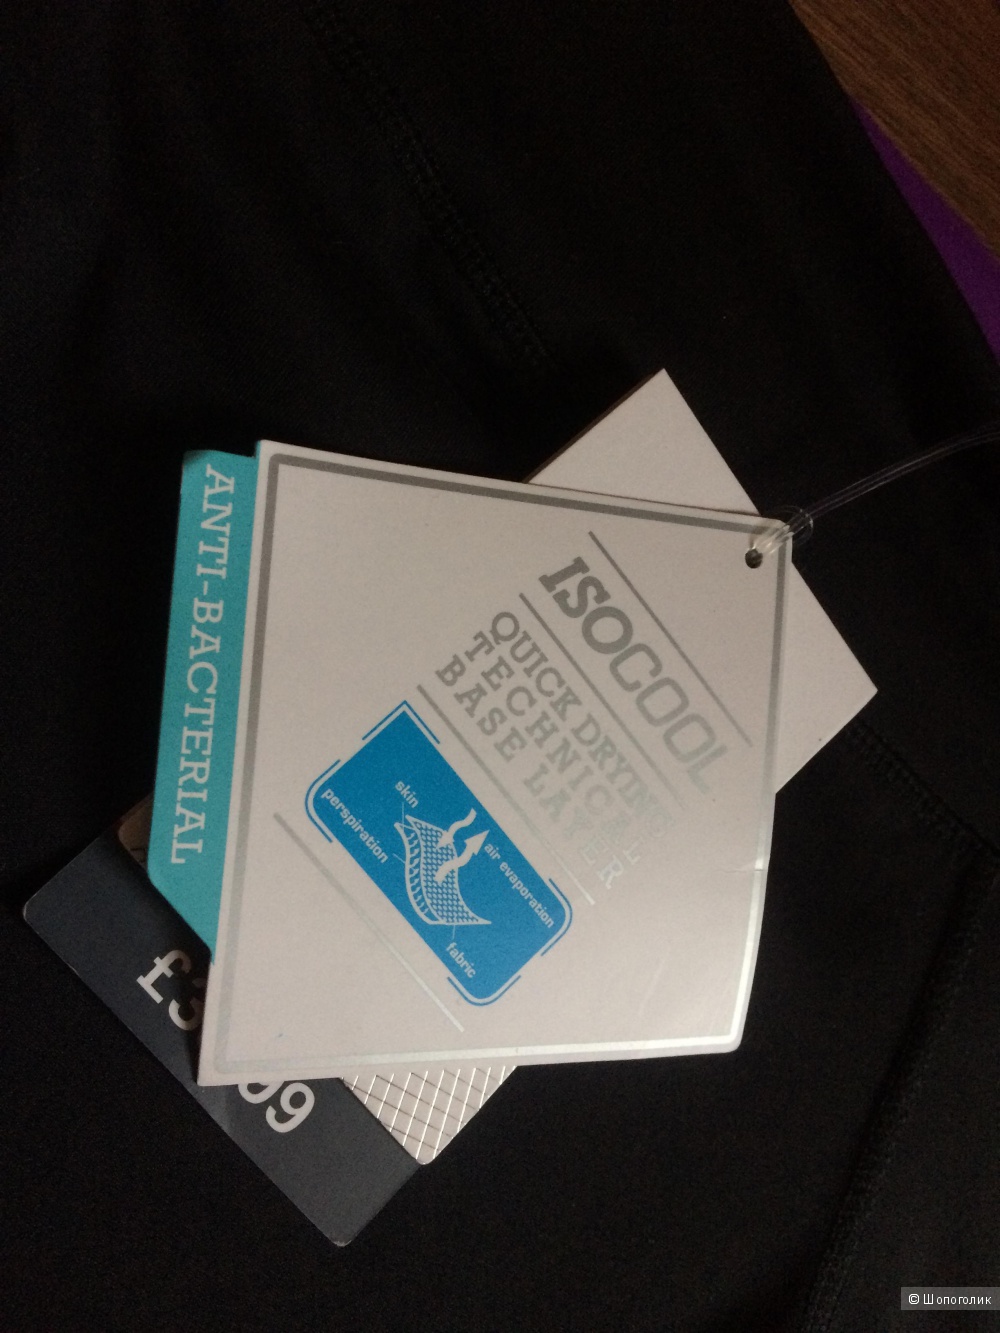 ISOCOOL
QUICK DRYING
TECHNICAL
BASE LAYER
skin
perspiration
air evaporation
fabric
ANTI-BACTERIAL
£3
99
© Шопоголик